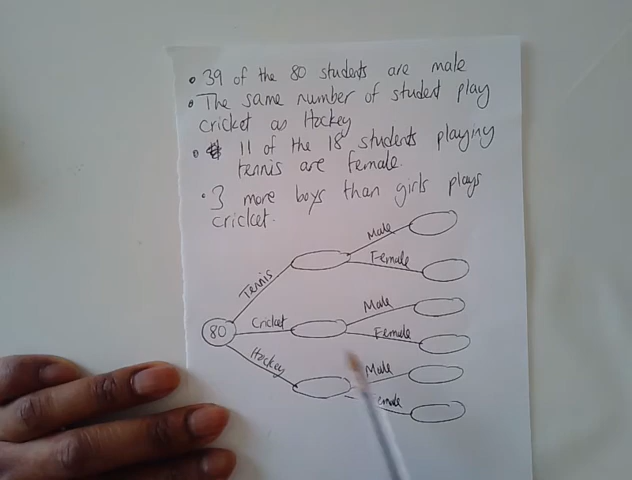 • 39 of the 80 students are male
• The same number of student play
cricket as Hockey
• 11 of the 18 students playing
tennis are female.
• 3 more boys than girls plays
cricket.
Male
Female
Tennis
Male
80
Cricket
Female
Hockey
Male
emale